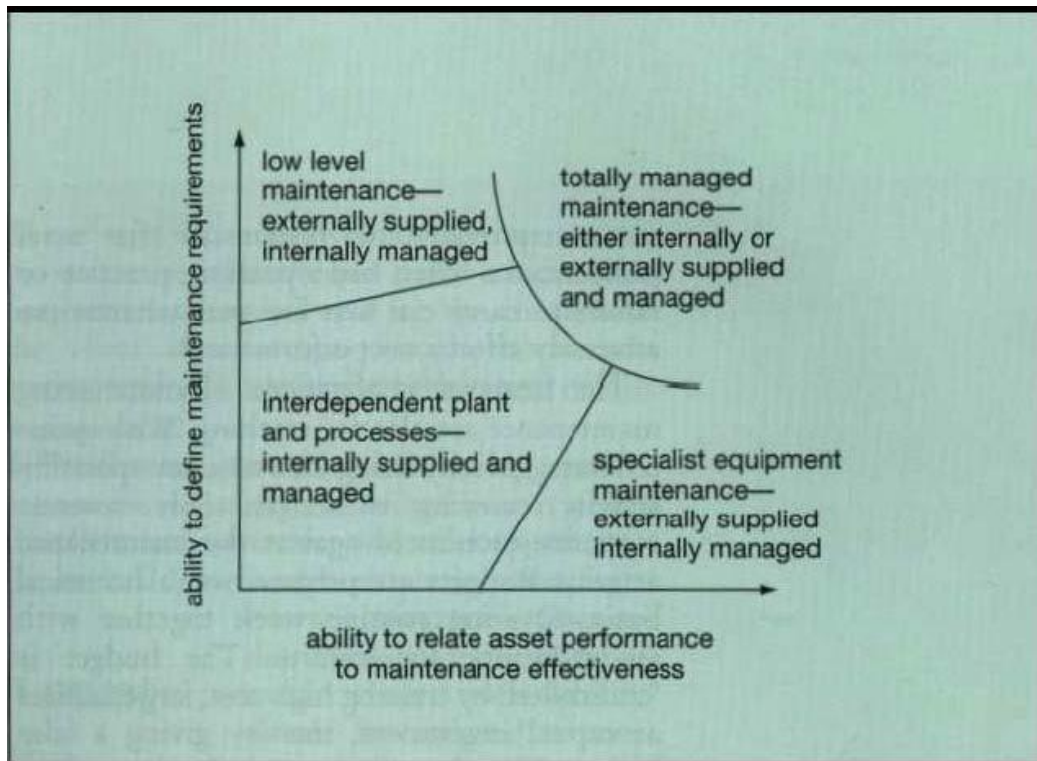 ability to define maintenance requirements
low level
maintenance—
externally supplied,
internally managed
totally managed
maintenance—
either internally or
externally supplied
and managed
interdependent plant
and processes—
internally supplied and
managed
specialist equipment
maintenance—
externally supplied
internally managed
ability to relate asset performance
to maintenance effectiveness